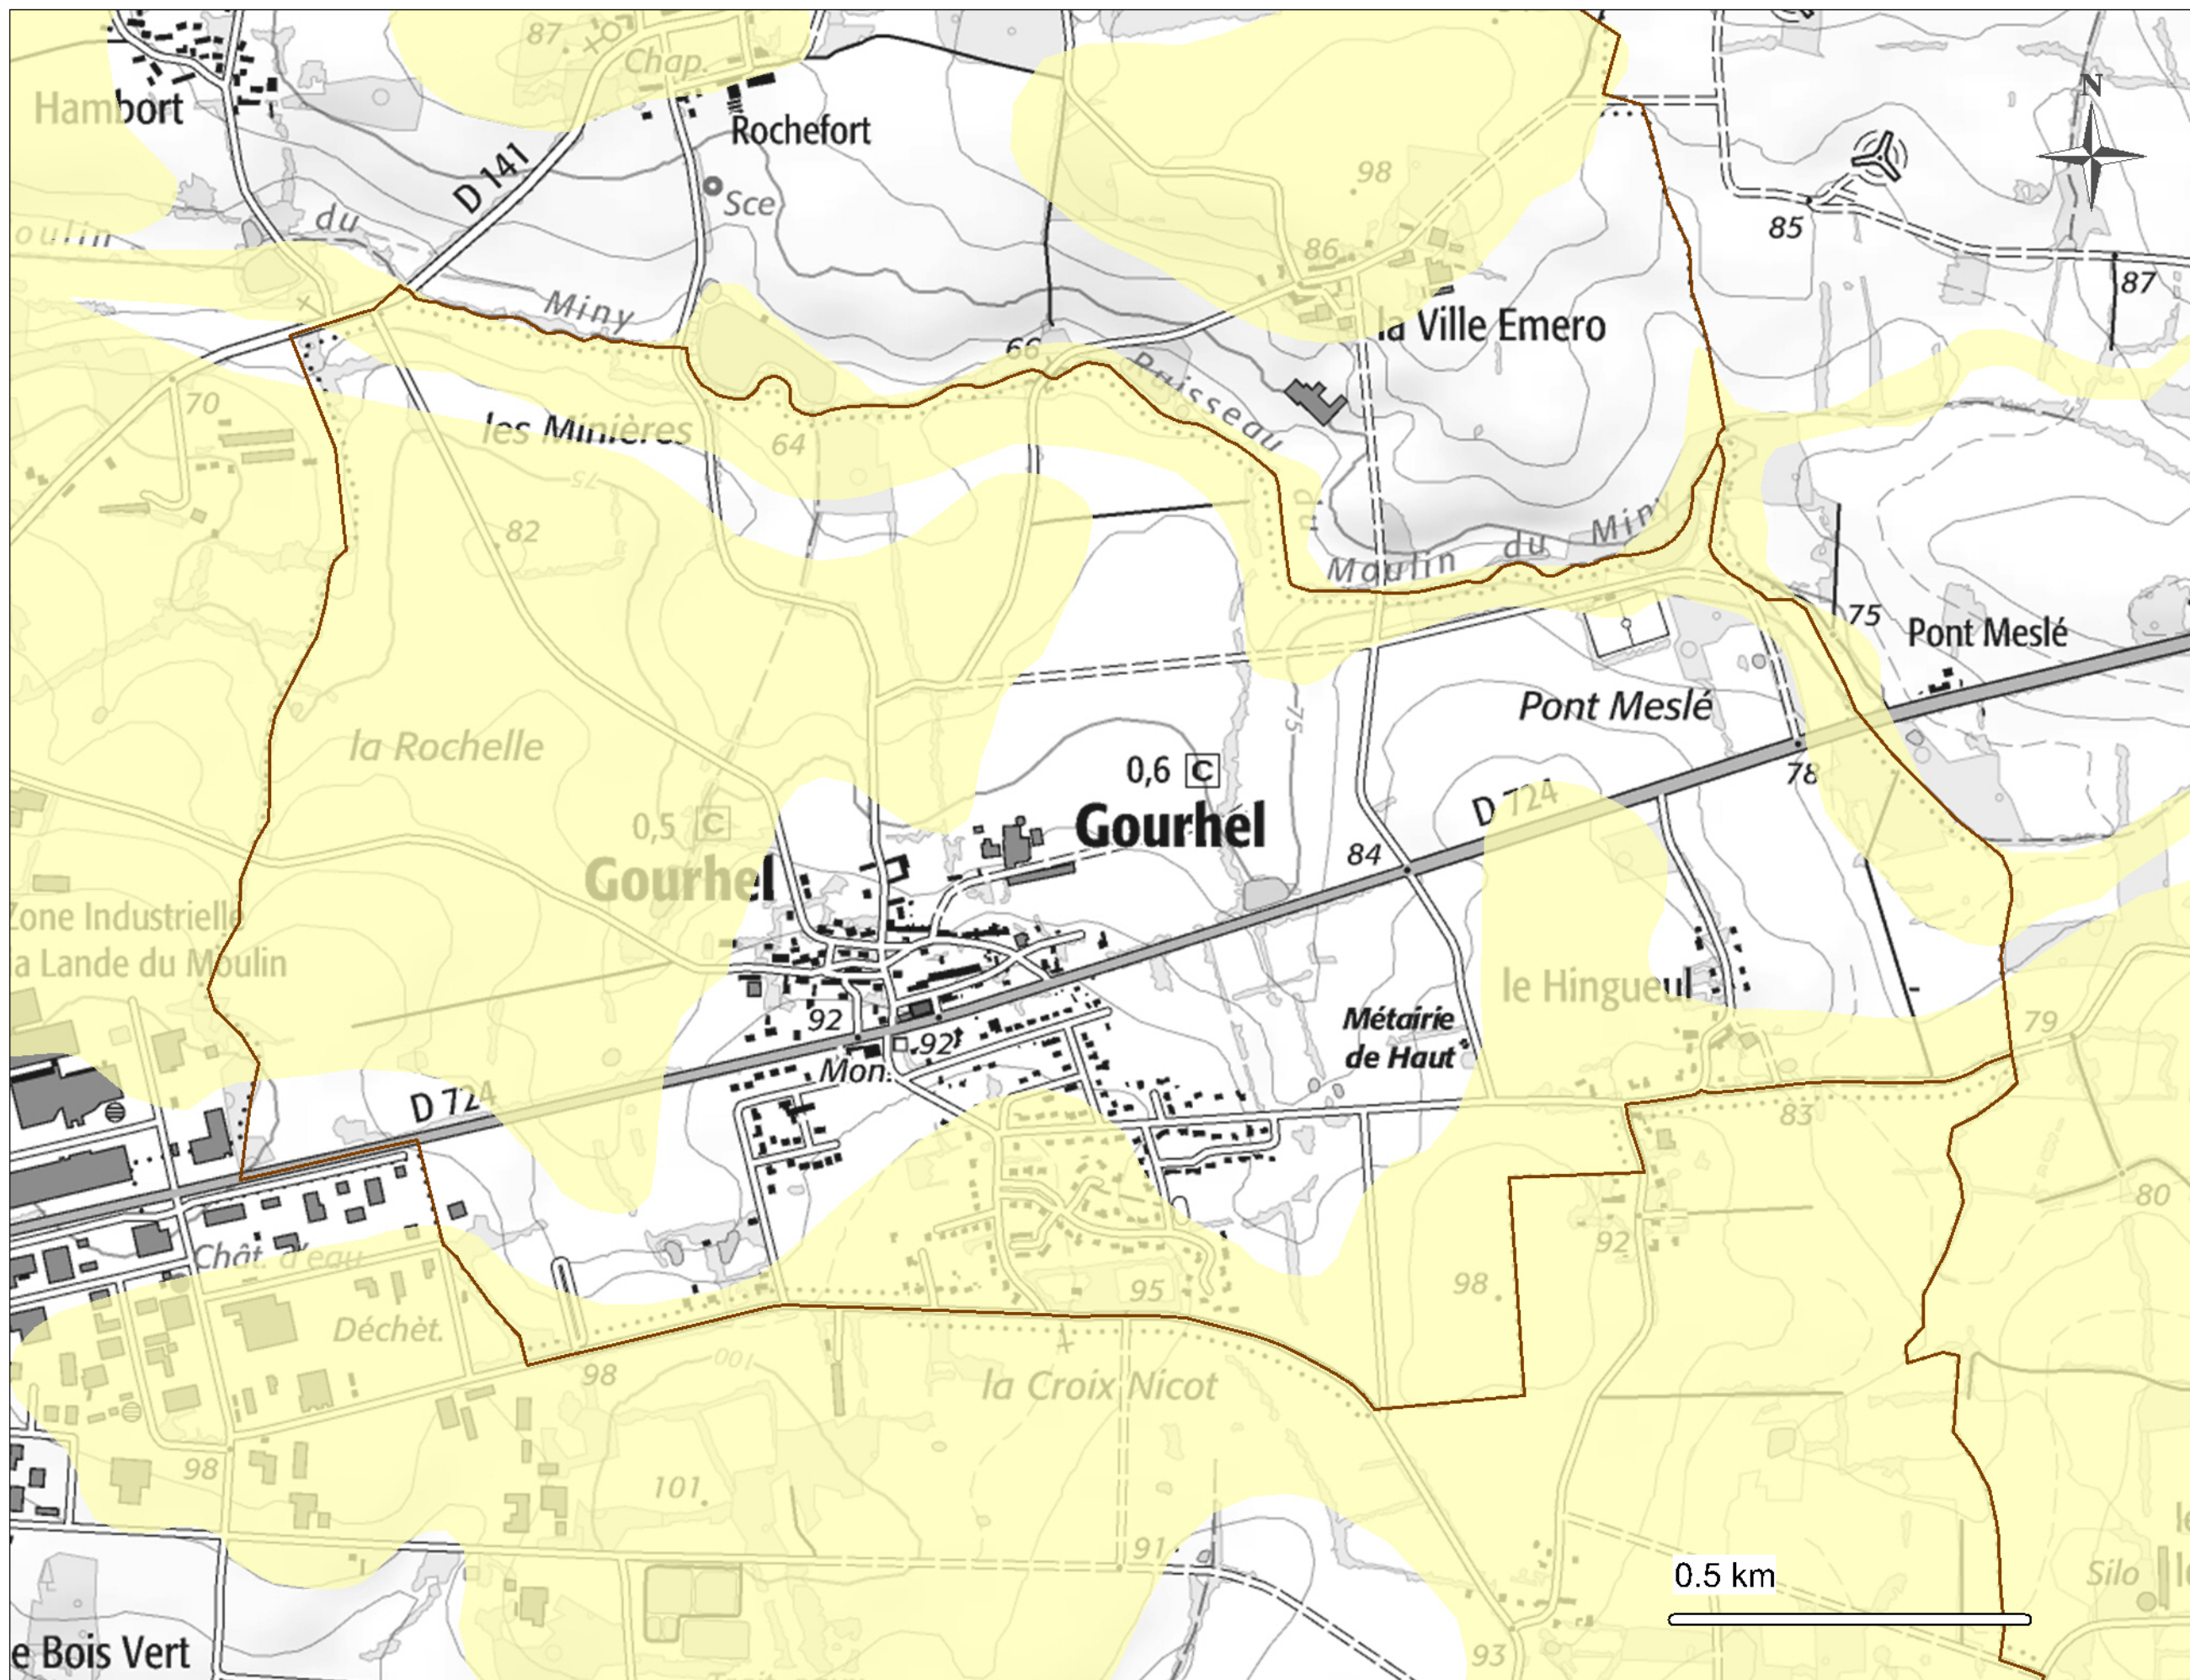 87
Chap.
N
Hambort
Rochefort
D 141
98
Sce
du
85
oulin
86
87
Miny
la Ville Emero
66
Ruisseau
70
les Minières
64
75
82
du
Miny
du
Moulin
75
Pont Meslé
Pont Meslé
75
la Rochelle
0,6 C
78
D 724
Gourhel
0,5 C
84
Gourhel
Zone Industrielle
la Lande du Moulin
le Hingueul
92
Métairie
de Haut
79
92
Mon.
D 724
83
80
92
Chât. d'eau
98
95
Déchèt.
98
100
la Croix Nicot
98
101
91
0.5 km
Silo
e Bois Vert
93